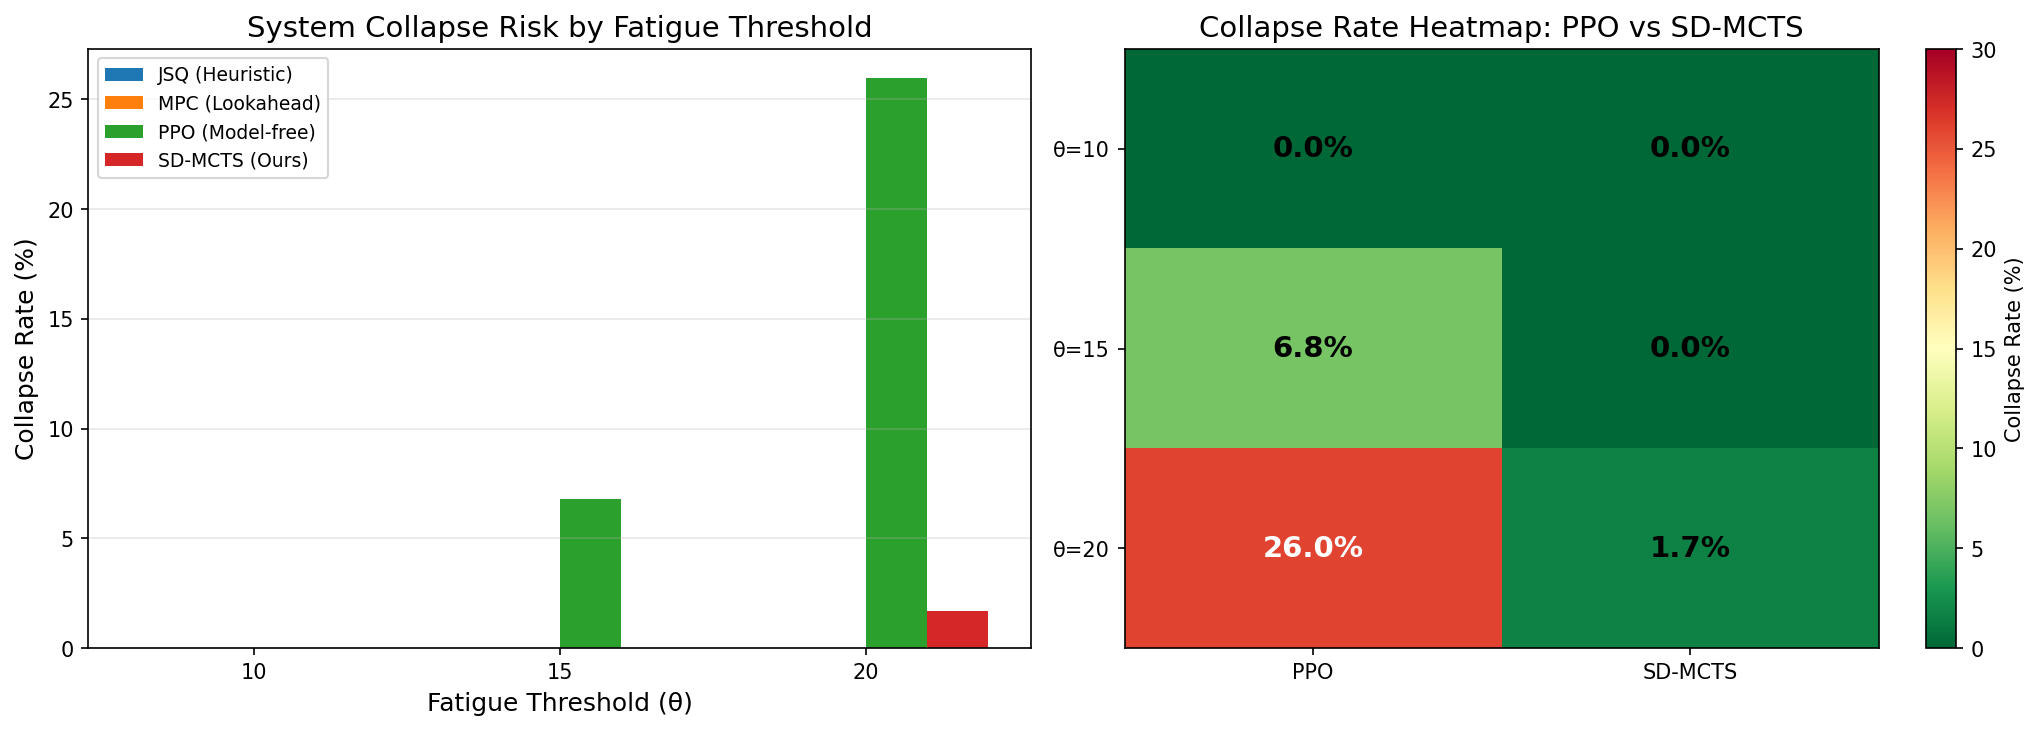 System Collapse Risk by Fatigue Threshold
JSQ (Heuristic)
MPC (Lookahead)
PPO (Model-free)
SD-MCTS (Ours)
Collapse Rate (%)
25
20
15
10
5
0
10 15 20
Fatigue Threshold (θ)
Collapse Rate Heatmap: PPO vs SD-MCTS
θ=10 0.0% 0.0%
θ=15 6.8% 0.0%
θ=20 26.0% 1.7%
PPO SD-MCTS
30
25
20
15
10
5
0
Collapse Rate (%)